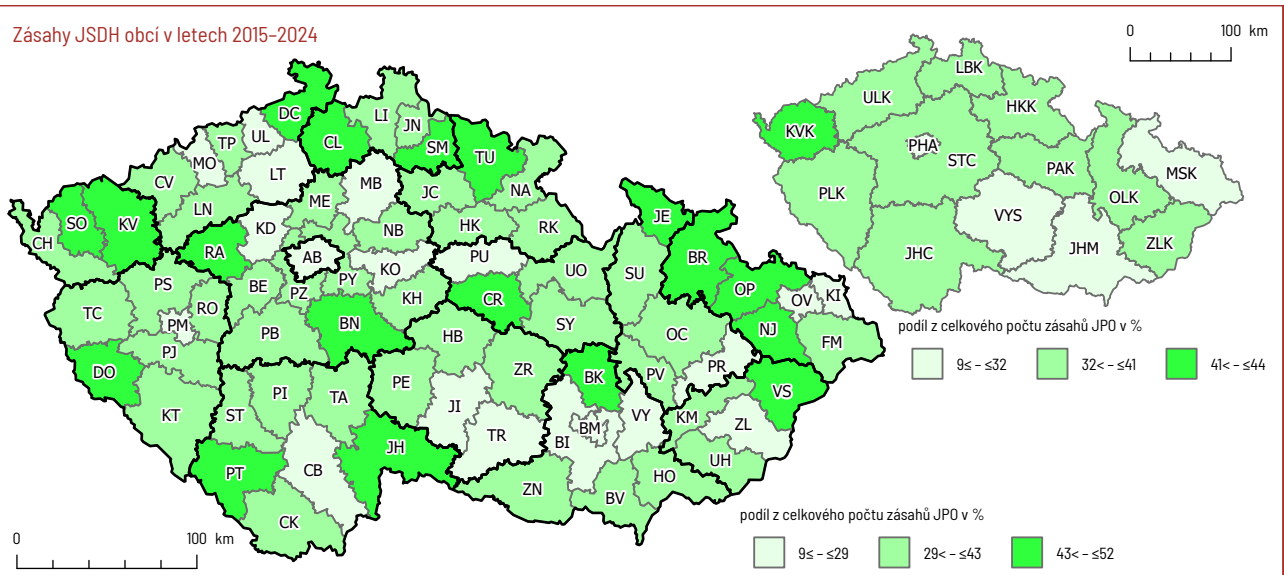 Zásahy JSDH obcí v letech 2015–2024
0 100 km
LBK
ULK
HKK
KVK
PHA
STC
PAK
MSK
OLK
PLK
VYS
ZLK
JHM
JHC
podíl z celkového počtu zásahů JPO v %
9≤ – ≤32 32< – ≤41 41< – ≤44
DC
LI
JN
UL
TP
CL
SM
TU
MO
LT
CV
MB
JC
NA
ME
LN
SO
KV
KD
NB
HK
RK
CH
RA
AB
KO
PU
JE
BR
PS
BE
PZ
PY
KH
UO
SU
OP
OV
KI
TC
RO
CR
PM
PB
BN
SY
OC
NJ
FM
PJ
HB
DO
ZR
PR
PV
BK
VS
KT
ST
PI
TA
PE
JI
VY
KM
ZL
TR
BM
BI
JH
UH
PT
CB
HO
ZN
BV
CK
podíl z celkového počtu zásahů JPO v %
9≤ – ≤29 29< – ≤43 43< – ≤52
0 100 km